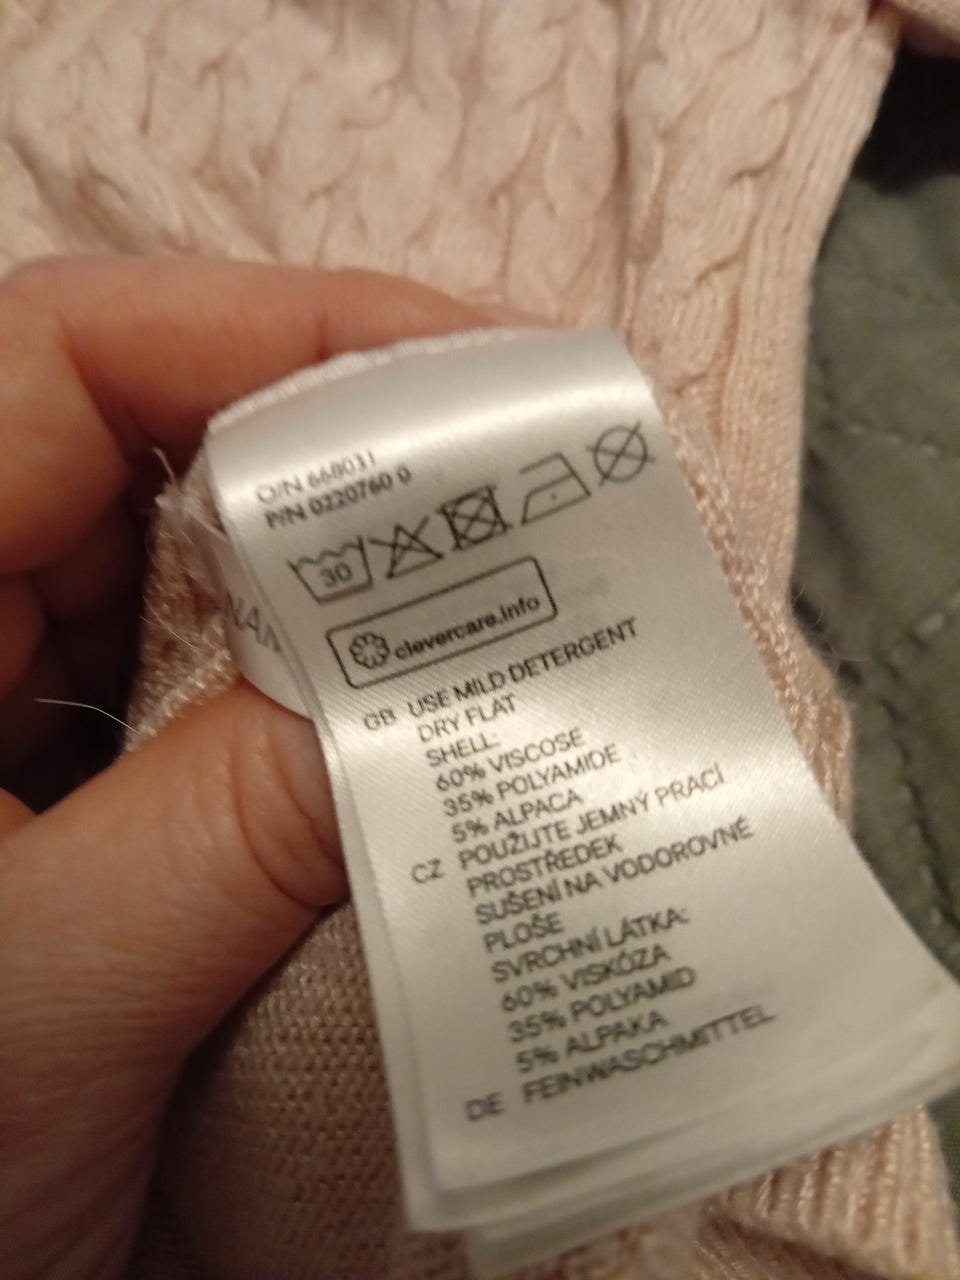 O/N 668031
P/N 0220760 0
30
clevercare.info
GB USE MILD DETERGENT
DRY FLAT
SHELL:
60% VISCOSE
35% POLYAMIDE
5% ALPACA
CZ POUŽIJTE JEMNÝ PRACÍ
PROSTŘEDEK
SUŠENÍ NA VODOROVNÉ
PLOŠE
SVRCHNÍ LÁTKA:
60% VISKÓZA
35% POLYAMID
5% ALPAKA
DE FEINWASCHMITTEL